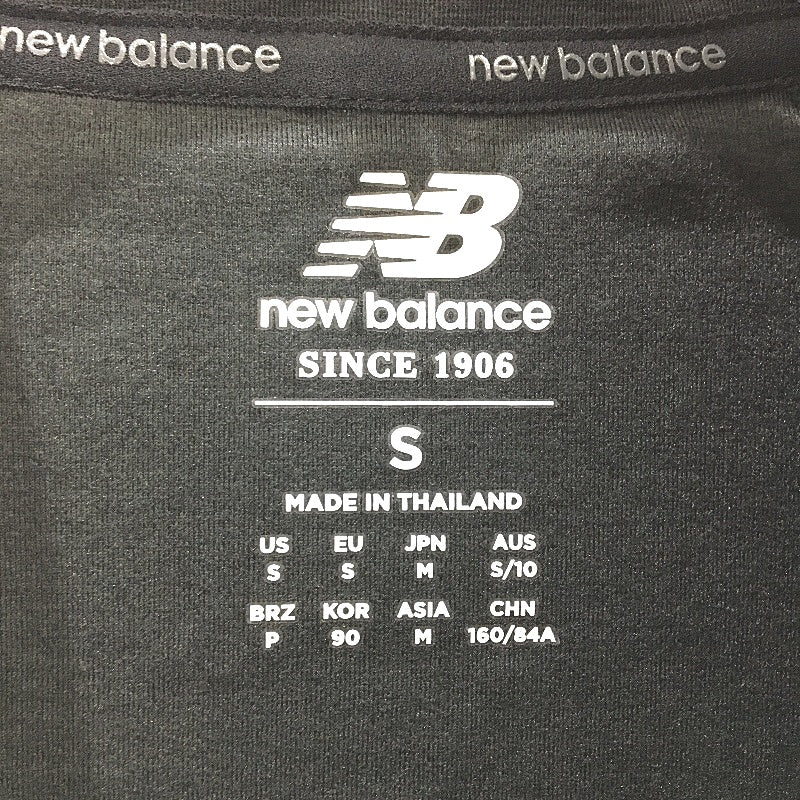 new balance new balance
NB
new balance
SINCE 1906
S
MADE IN THAILAND
US EU JPN AUS
S S M S/10
BRZ KOR ASIA CHN
P 90 M 160/84A